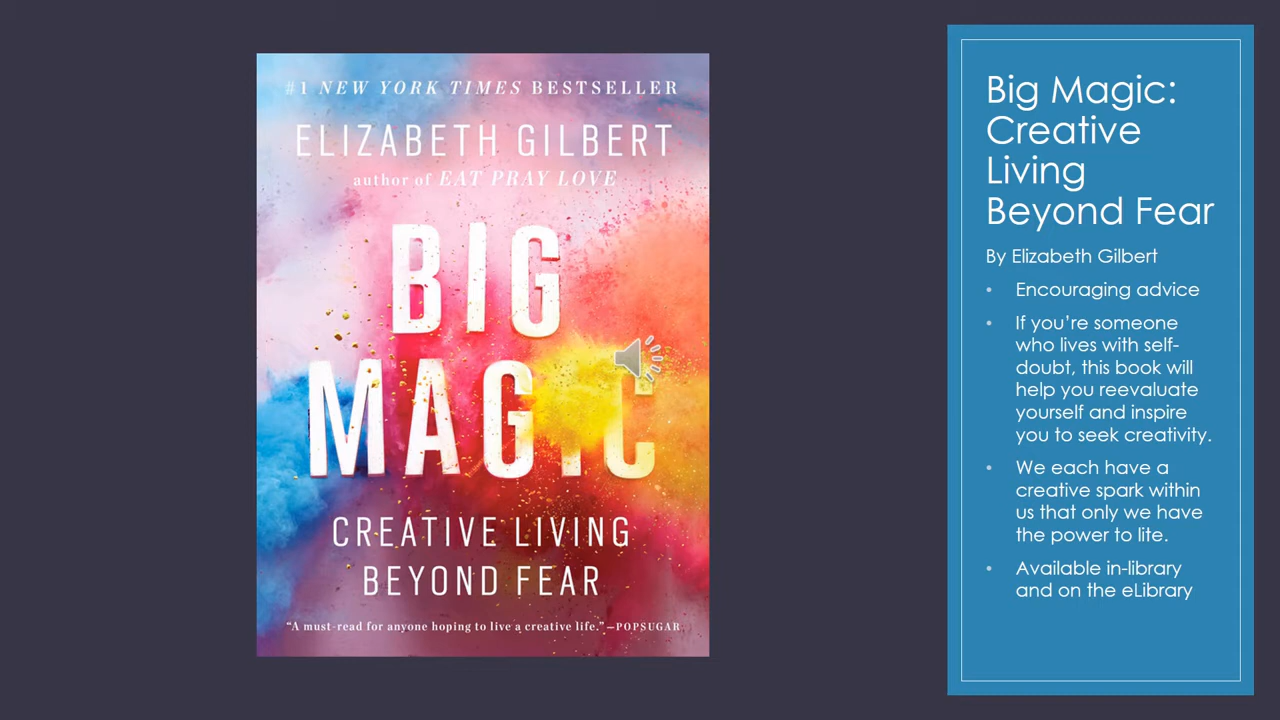 #1 NEW YORK TIMES BESTSELLER
ELIZABETH GILBERT
author of EAT PRAY LOVE
BIG
MAGIC
CREATIVE LIVING
BEYOND FEAR
“A must-read for anyone hoping to live a creative life.”—POPSUGAR
Big Magic:
Creative
Living
Beyond Fear
By Elizabeth Gilbert
• Encouraging advice
• If you’re someone
who lives with self-
doubt, this book will
help you reevaluate
yourself and inspire
you to seek creativity.
• We each have a
creative spark within
us that only we have
the power to lite.
• Available in-library
and on the eLibrary